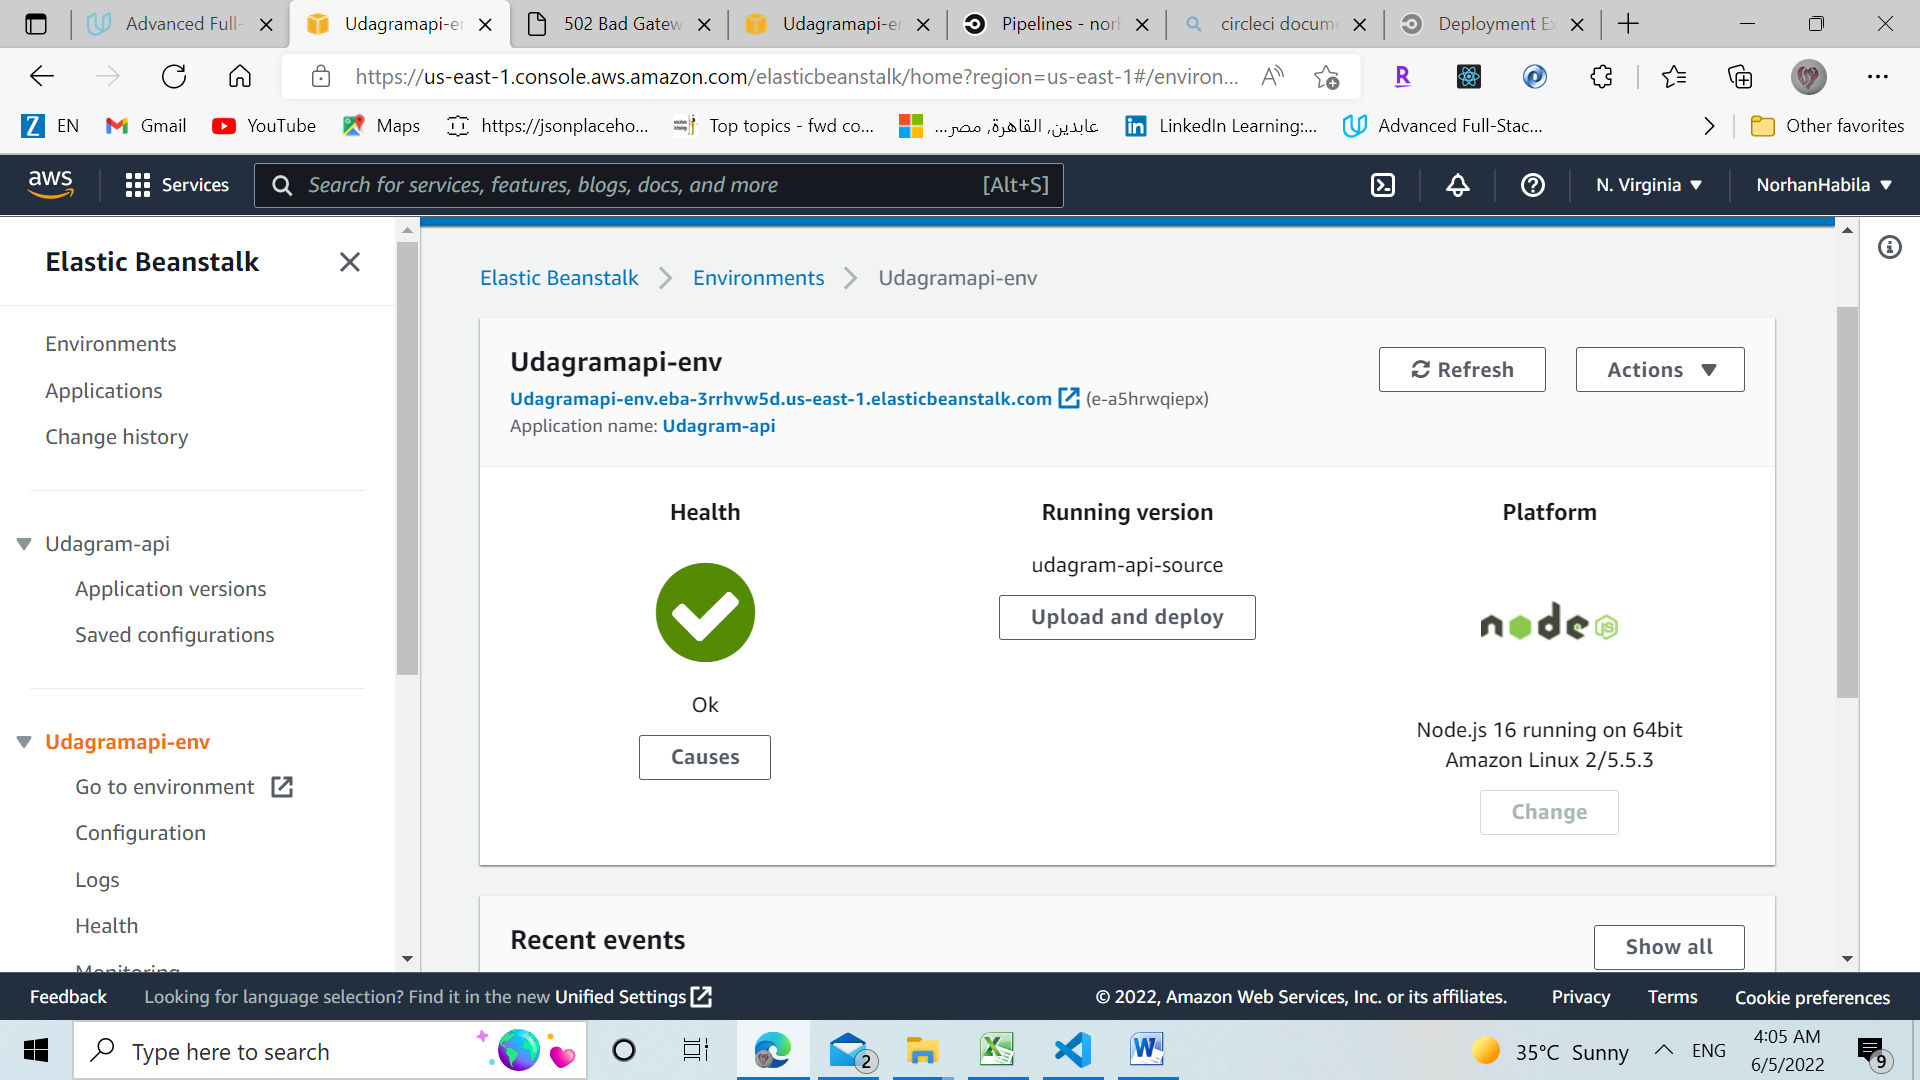 Advanced Full-
Udagramapi-er
502 Bad Gatew
Udagramapi-er
Pipelines - norh
circleci docume
Deployment Ex
https://us-east-1.console.aws.amazon.com/elasticbeanstalk/home?region=us-east-1#/environ...
EN
Gmail
YouTube
Maps
https://jsonplaceho...
Top topics - fwd co...
عابدين, القاهرة, مصر...
LinkedIn Learning:...
Advanced Full-Stac...
Other favorites
aws
Services
Search for services, features, blogs, docs, and more
[Alt+S]
N. Virginia
NorhanHabila
Elastic Beanstalk
Environments
Applications
Change history
Udagram-api
Application versions
Saved configurations
Udagramapi-env
Go to environment
Configuration
Logs
Health
Monitoring
Elastic Beanstalk
Environments
Udagramapi-env
Udagramapi-env
Udagramapi-env.eba-3rrhvw5d.us-east-1.elasticbeanstalk.com (e-a5hrwqiepx)
Application name: Udagram-api
Refresh
Actions
Health
Ok
Causes
Running version
udagram-api-source
Upload and deploy
Platform
node JS
Node.js 16 running on 64bit
Amazon Linux 2/5.5.3
Change
Recent events
Show all
Feedback
Looking for language selection? Find it in the new Unified Settings
© 2022, Amazon Web Services, Inc. or its affiliates.
Privacy
Terms
Cookie preferences
Type here to search
2
35°C Sunny
ENG
4:05 AM
6/5/2022
9